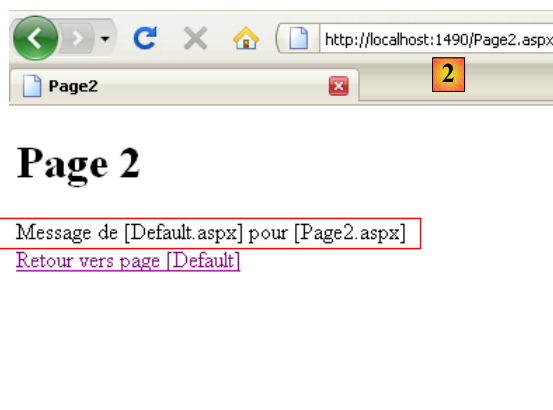 http://localhost:1490/Page2.aspx
2
Page2
Page 2
Message de [Default.aspx] pour [Page2.aspx]
Retour vers page [Default]